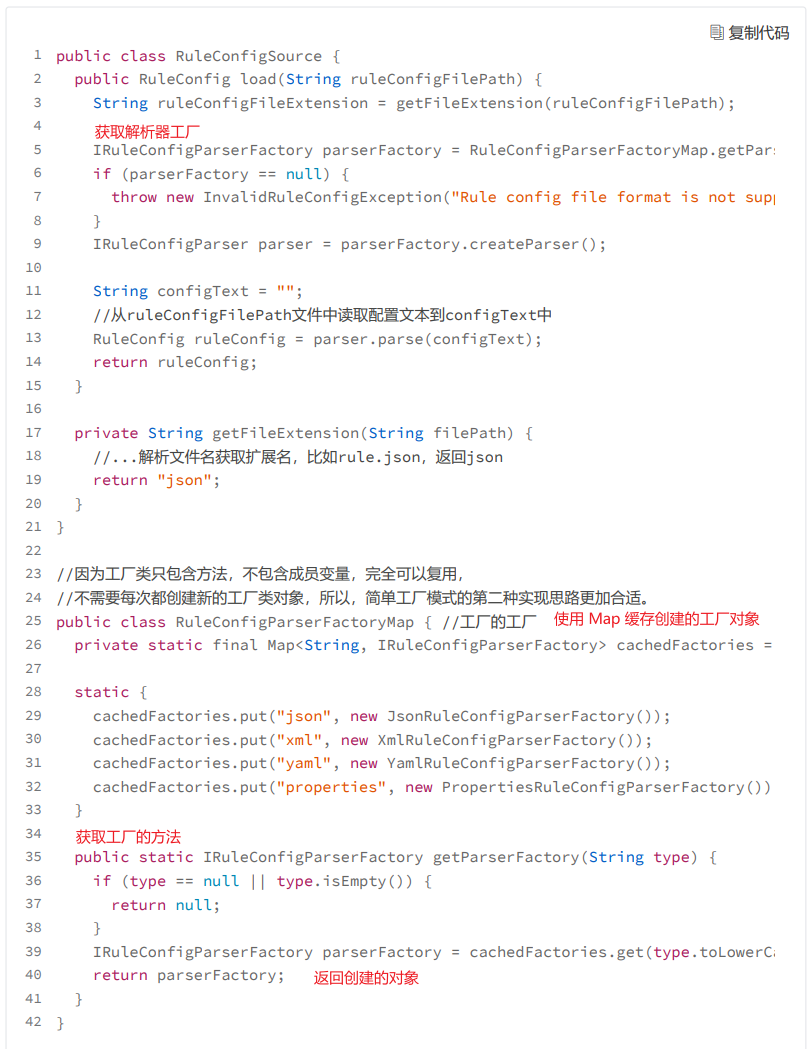 复制代码
1 public class RuleConfigSource {
2 public RuleConfig load(String ruleConfigFilePath) {
3 String ruleConfigFileExtension = getFileExtension(ruleConfigFilePath);
4
获取解析器工厂
5 IRuleConfigParserFactory parserFactory = RuleConfigParserFactoryMap.getPars
6 if (parserFactory == null) {
7 throw new InvalidRuleConfigException("Rule config file format is not supp
8 }
9 IRuleConfigParser parser = parserFactory.createParser();
10
11 String configText = "";
12 //从ruleConfigFilePath文件中读取配置文本到configText中
13 RuleConfig ruleConfig = parser.parse(configText);
14 return ruleConfig;
15 }
16
17 private String getFileExtension(String filePath) {
18 //...解析文件名获取扩展名，比如rule.json，返回json
19 return "json";
20 }
21 }
22
23 //因为工厂类只包含方法，不包含成员变量，完全可以复用，
24 //不需要每次都创建新的工厂类对象，所以，简单工厂模式的第二种实现思路更加合适。
25 public class RuleConfigParserFactoryMap { //工厂的工厂 使用 Map 缓存创建的工厂对象
26 private static final Map<String, IRuleConfigParserFactory> cachedFactories =
27
28 static {
29 cachedFactories.put("json", new JsonRuleConfigParserFactory());
30 cachedFactories.put("xml", new XmlRuleConfigParserFactory());
31 cachedFactories.put("yaml", new YamlRuleConfigParserFactory());
32 cachedFactories.put("properties", new PropertiesRuleConfigParserFactory())
33 }
34 获取工厂的方法
35 public static IRuleConfigParserFactory getParserFactory(String type) {
36 if (type == null || type.isEmpty()) {
37 return null;
38 }
39 IRuleConfigParserFactory parserFactory = cachedFactories.get(type.toLowerCa
40 return parserFactory; 返回创建的对象
41 }
42 }